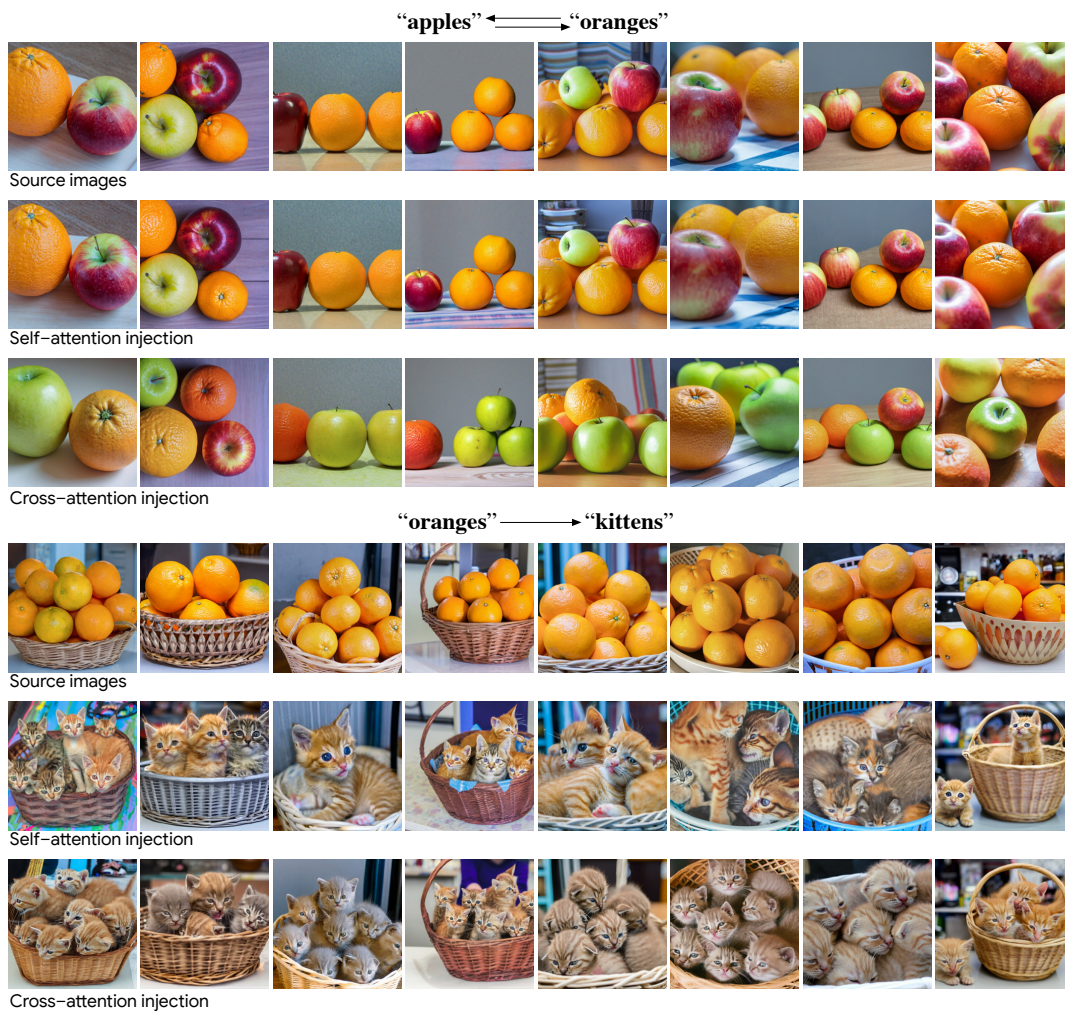 “apples” “oranges”
Source images
Self−attention injection
Cross−attention injection
“oranges” “kittens”
Source images
Self−attention injection
Cross−attention injection